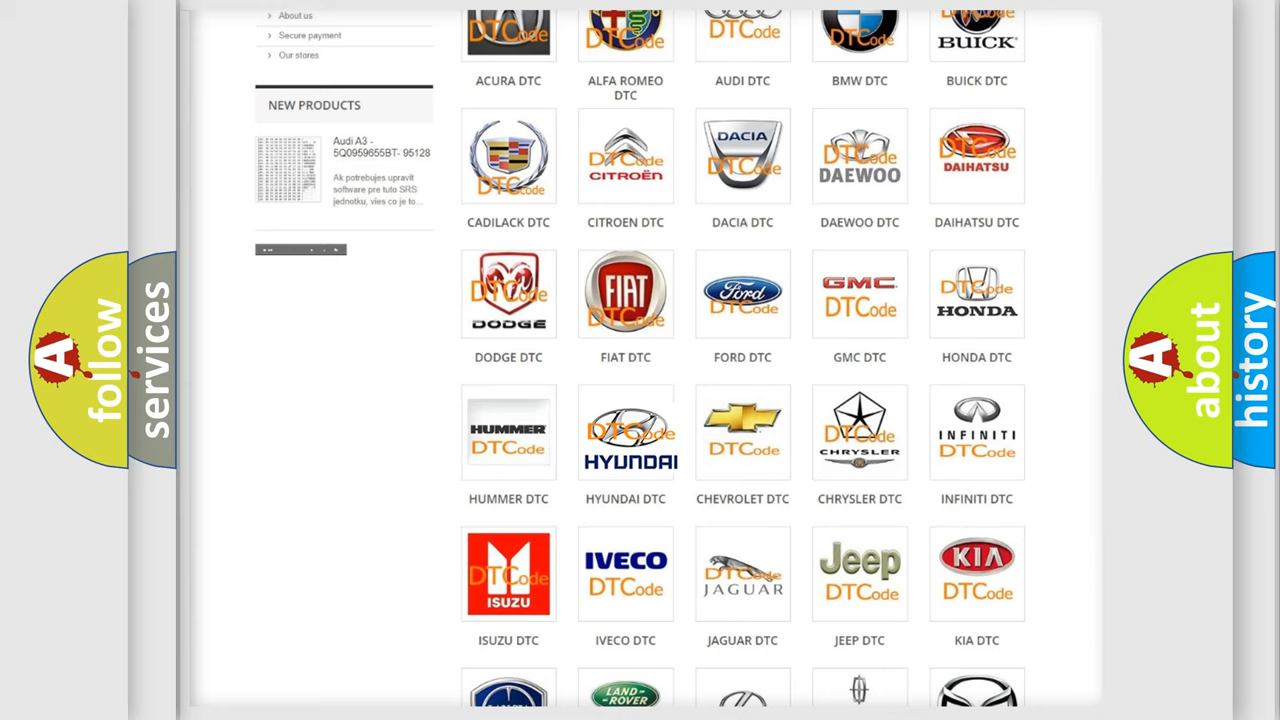 About us
Secure payment
Our stores
NEW PRODUCTS
Audi A3 -
5Q0959655BT- 95128
Ak potrebujes upravit
software pre tuto SRS
jednotku, vies co je to...
DTCode DTCode DTCode DTCode BUICK
ACURA DTC ALFA ROMEO DTC AUDI DTC BMW DTC BUICK DTC
DTCode
DTCode CITROËN
DACIA DTCode
DTCode DAEWOO
DTCode DAIHATSU
CADILACK DTC CITROEN DTC DACIA DTC DAEWOO DTC DAIHATSU DTC
DTCode DODGE
FIAT DTCode
Ford DTCode
GMC DTCode
DTCode HONDA
DODGE DTC FIAT DTC FORD DTC GMC DTC HONDA DTC
HUMMER DTCode
DTCode HYUNDAI
DTCode
DTCode CHRYSLER
INFINITI DTCode
HUMMER DTC HYUNDAI DTC CHEVROLET DTC CHRYSLER DTC INFINITI DTC
DTCode ISUZU
IVECO DTCode
DTCode JAGUAR
Jeep DTCode
KIA DTCode
ISUZU DTC IVECO DTC JAGUAR DTC JEEP DTC KIA DTC
LAND-
ROVER
A follow
services
A about
history